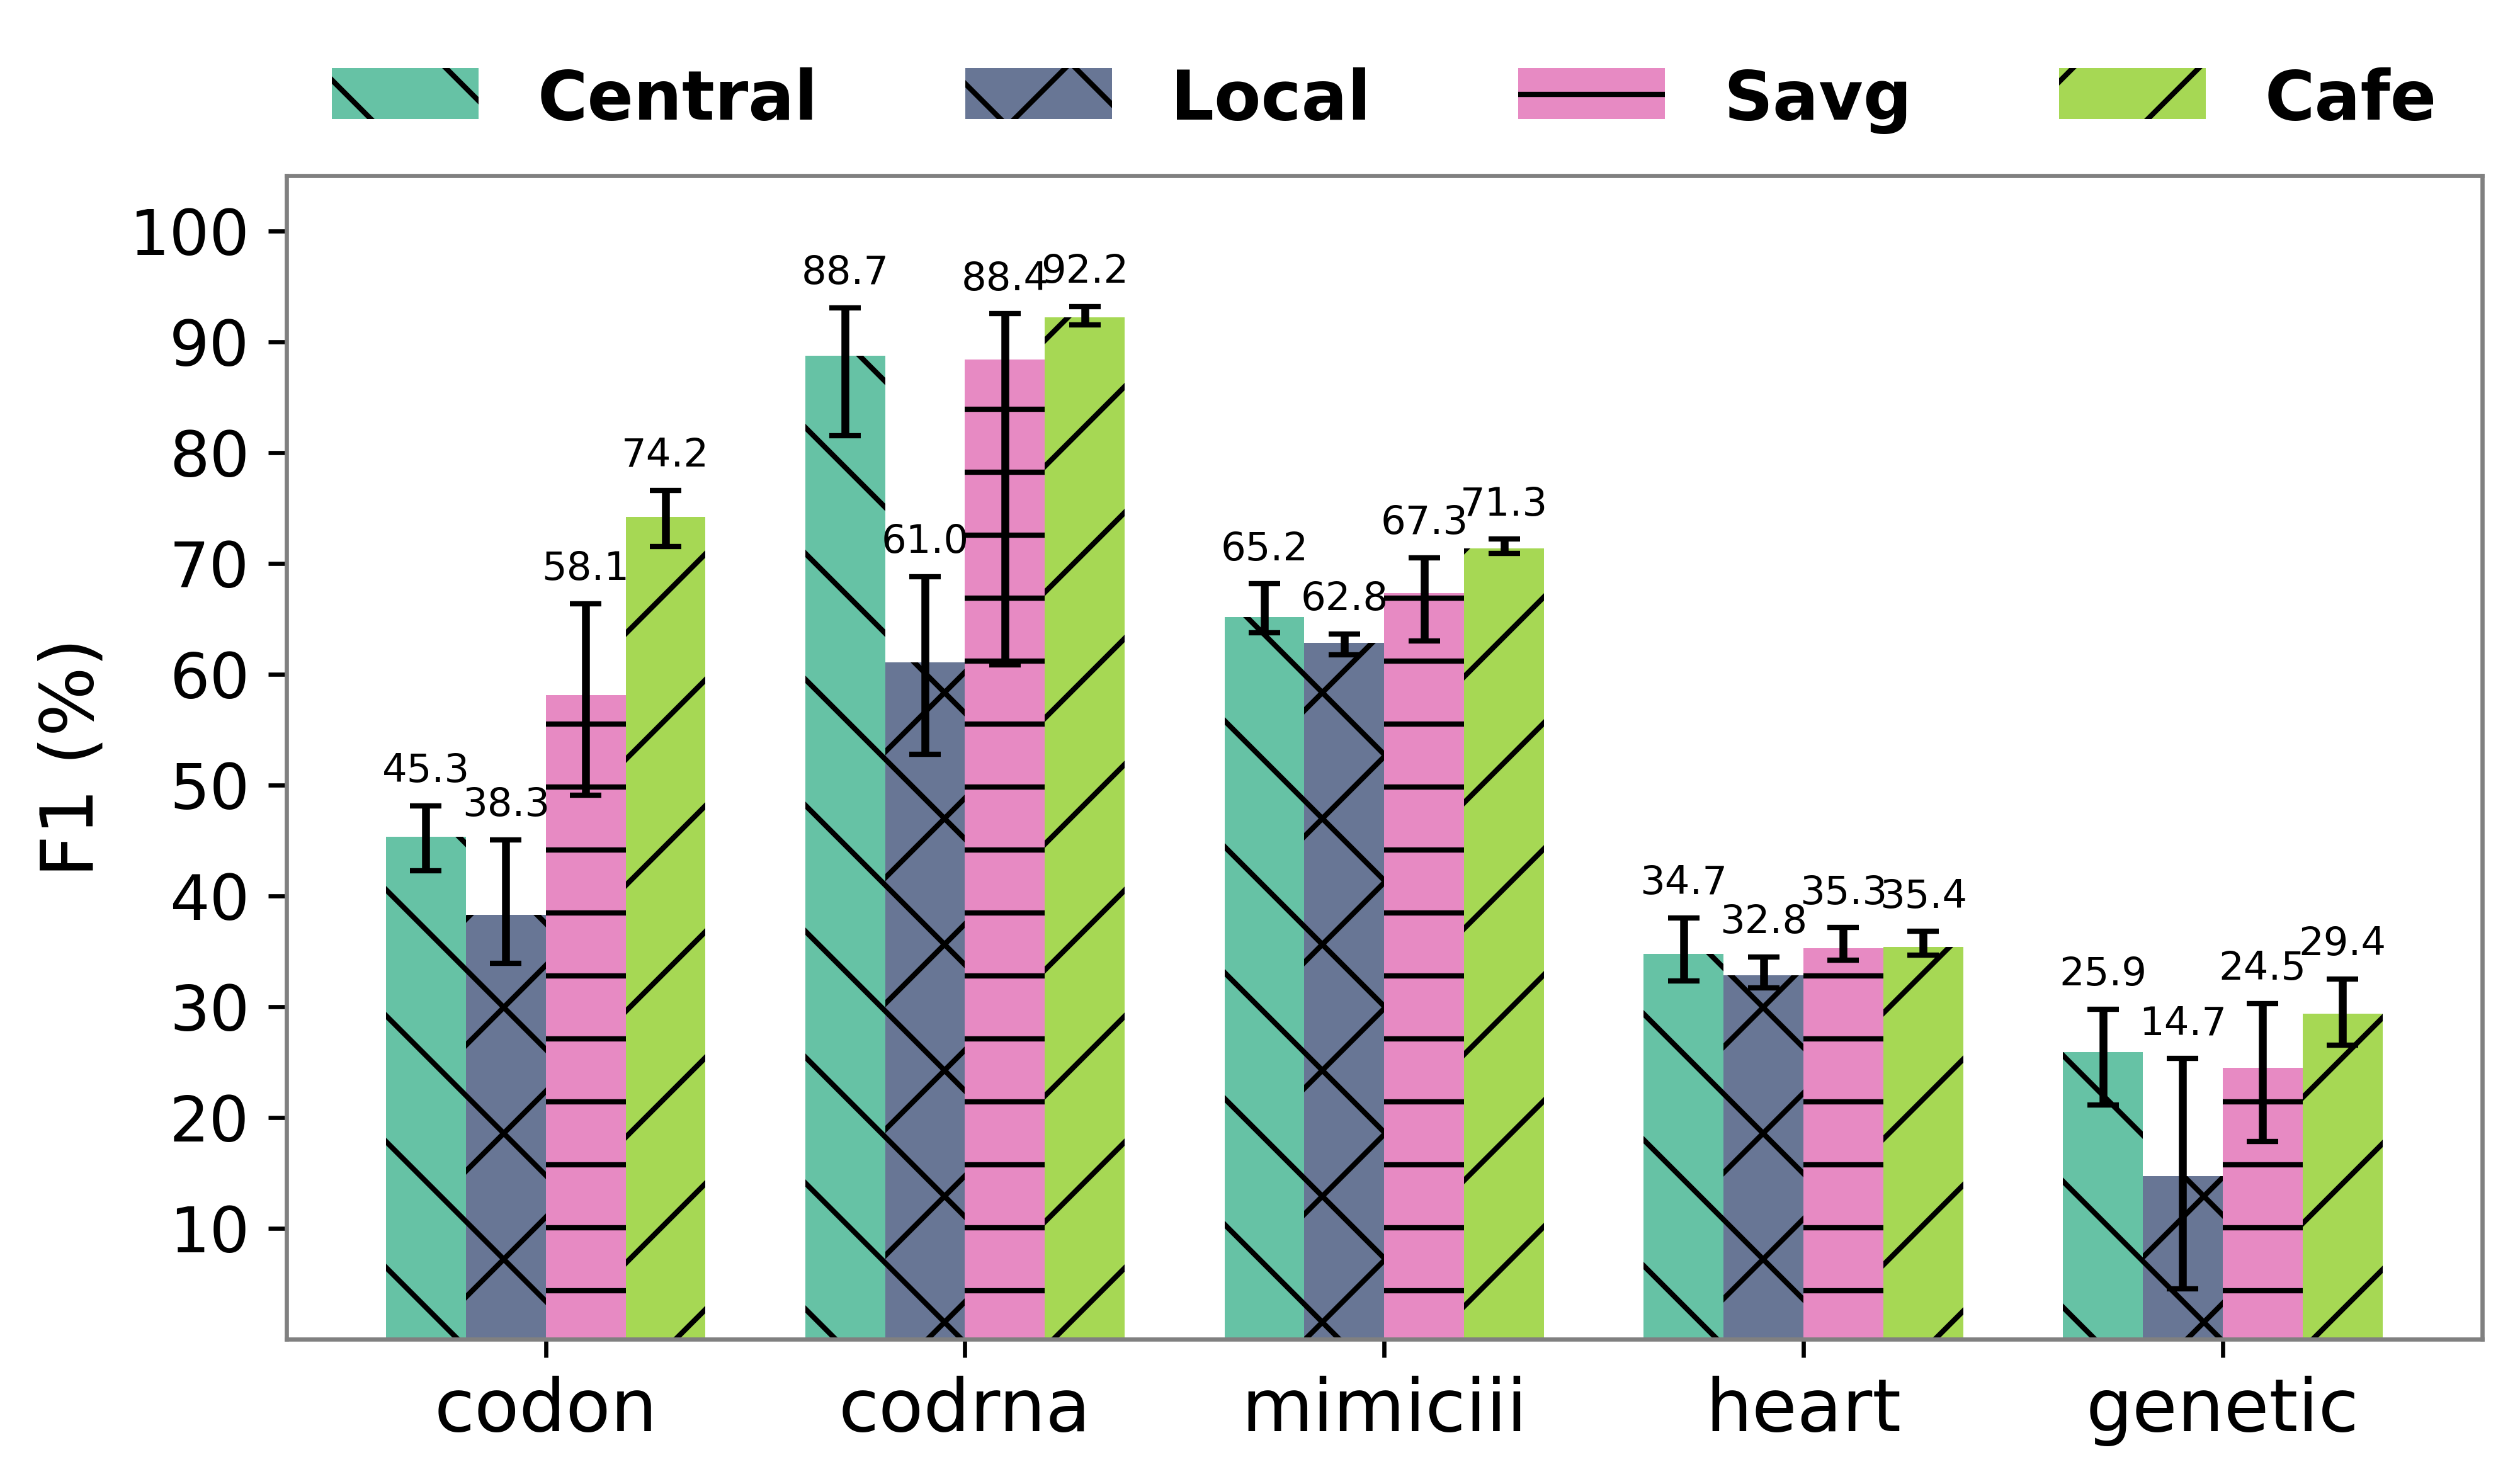 Central Local Savg Cafe
F1 (%)
100
90
80
70
60
50
40
30
20
10
45.3 38.3 58.1 74.2
88.7 61.0 88.4 92.2
65.2 62.8 67.3 71.3
34.7 32.8 35.3 35.4
25.9 14.7 24.5 29.4
codon codrna mimiciii heart genetic